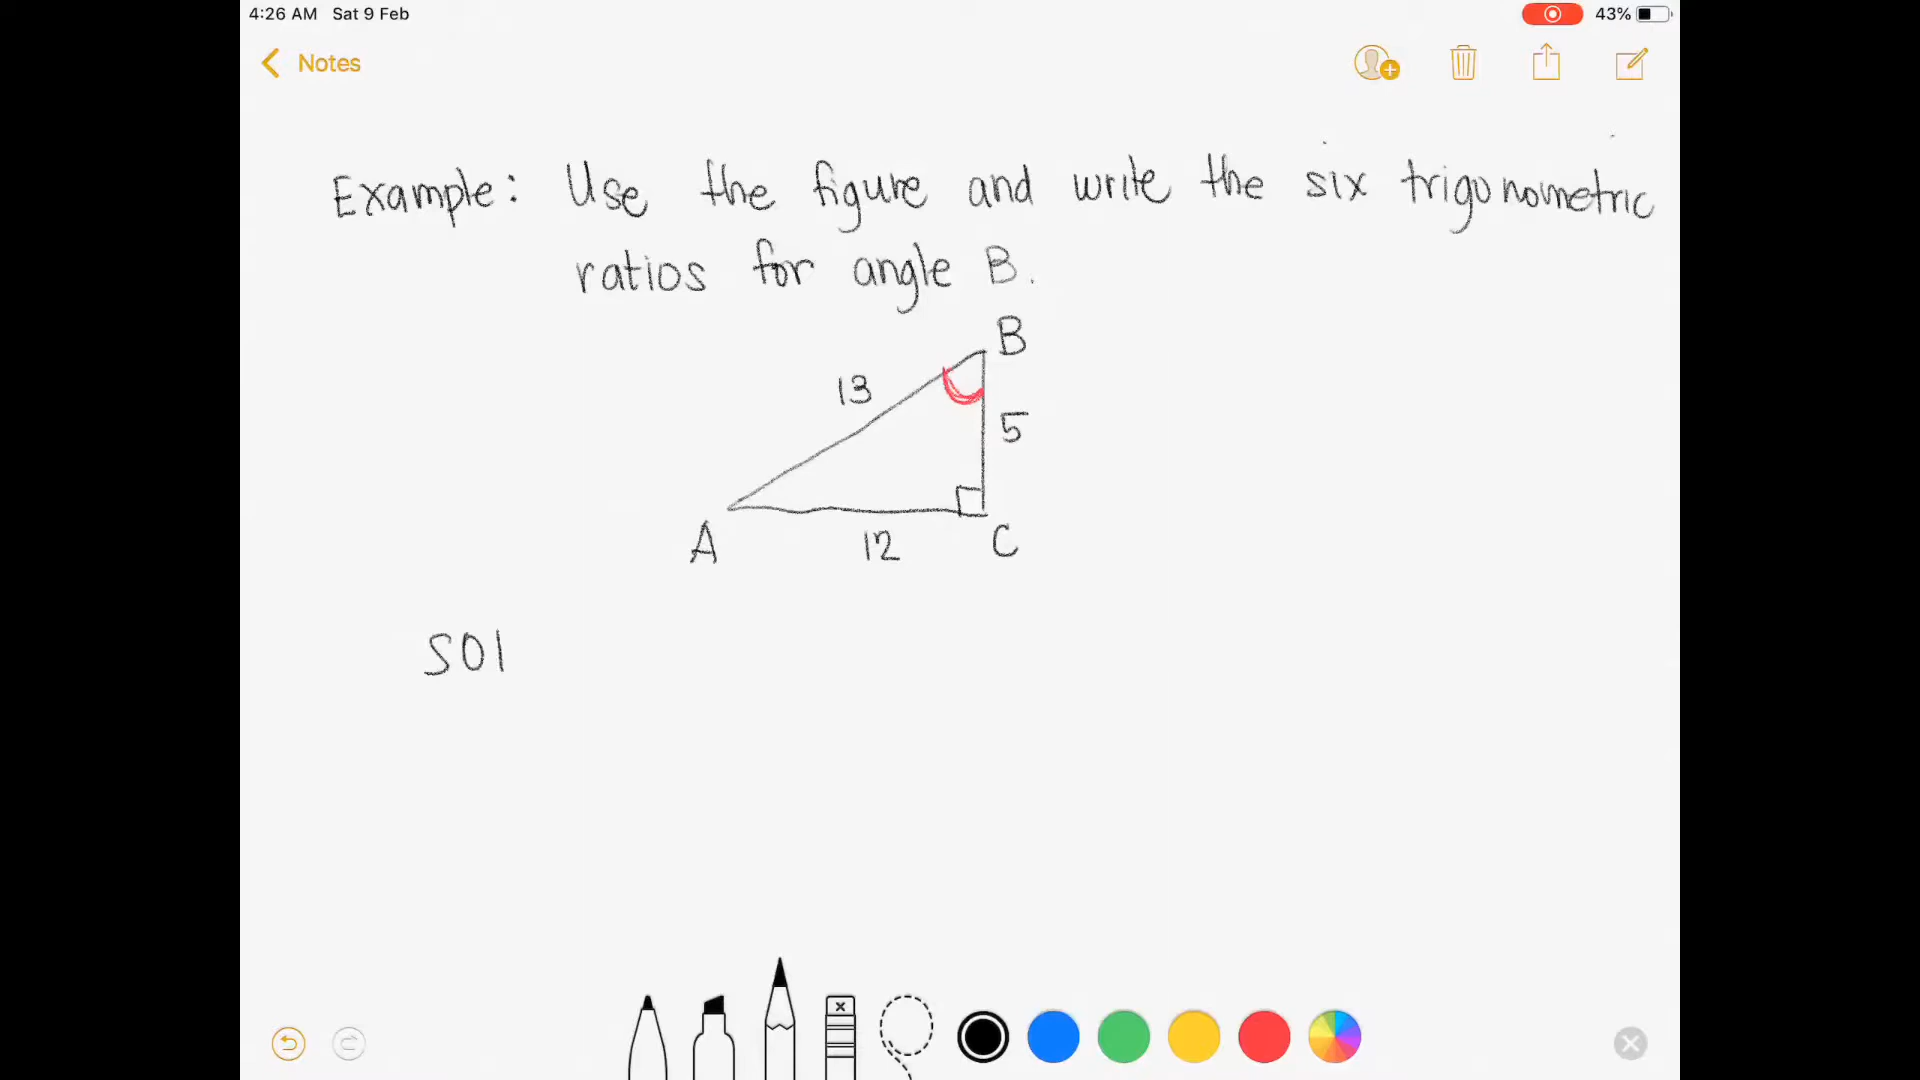 4:26 AM Sat 9 Feb
43%
Notes
Example: Use the figure and write the six trigonometric
ratios for angle B.
B
13
5
A
12
C
SOl